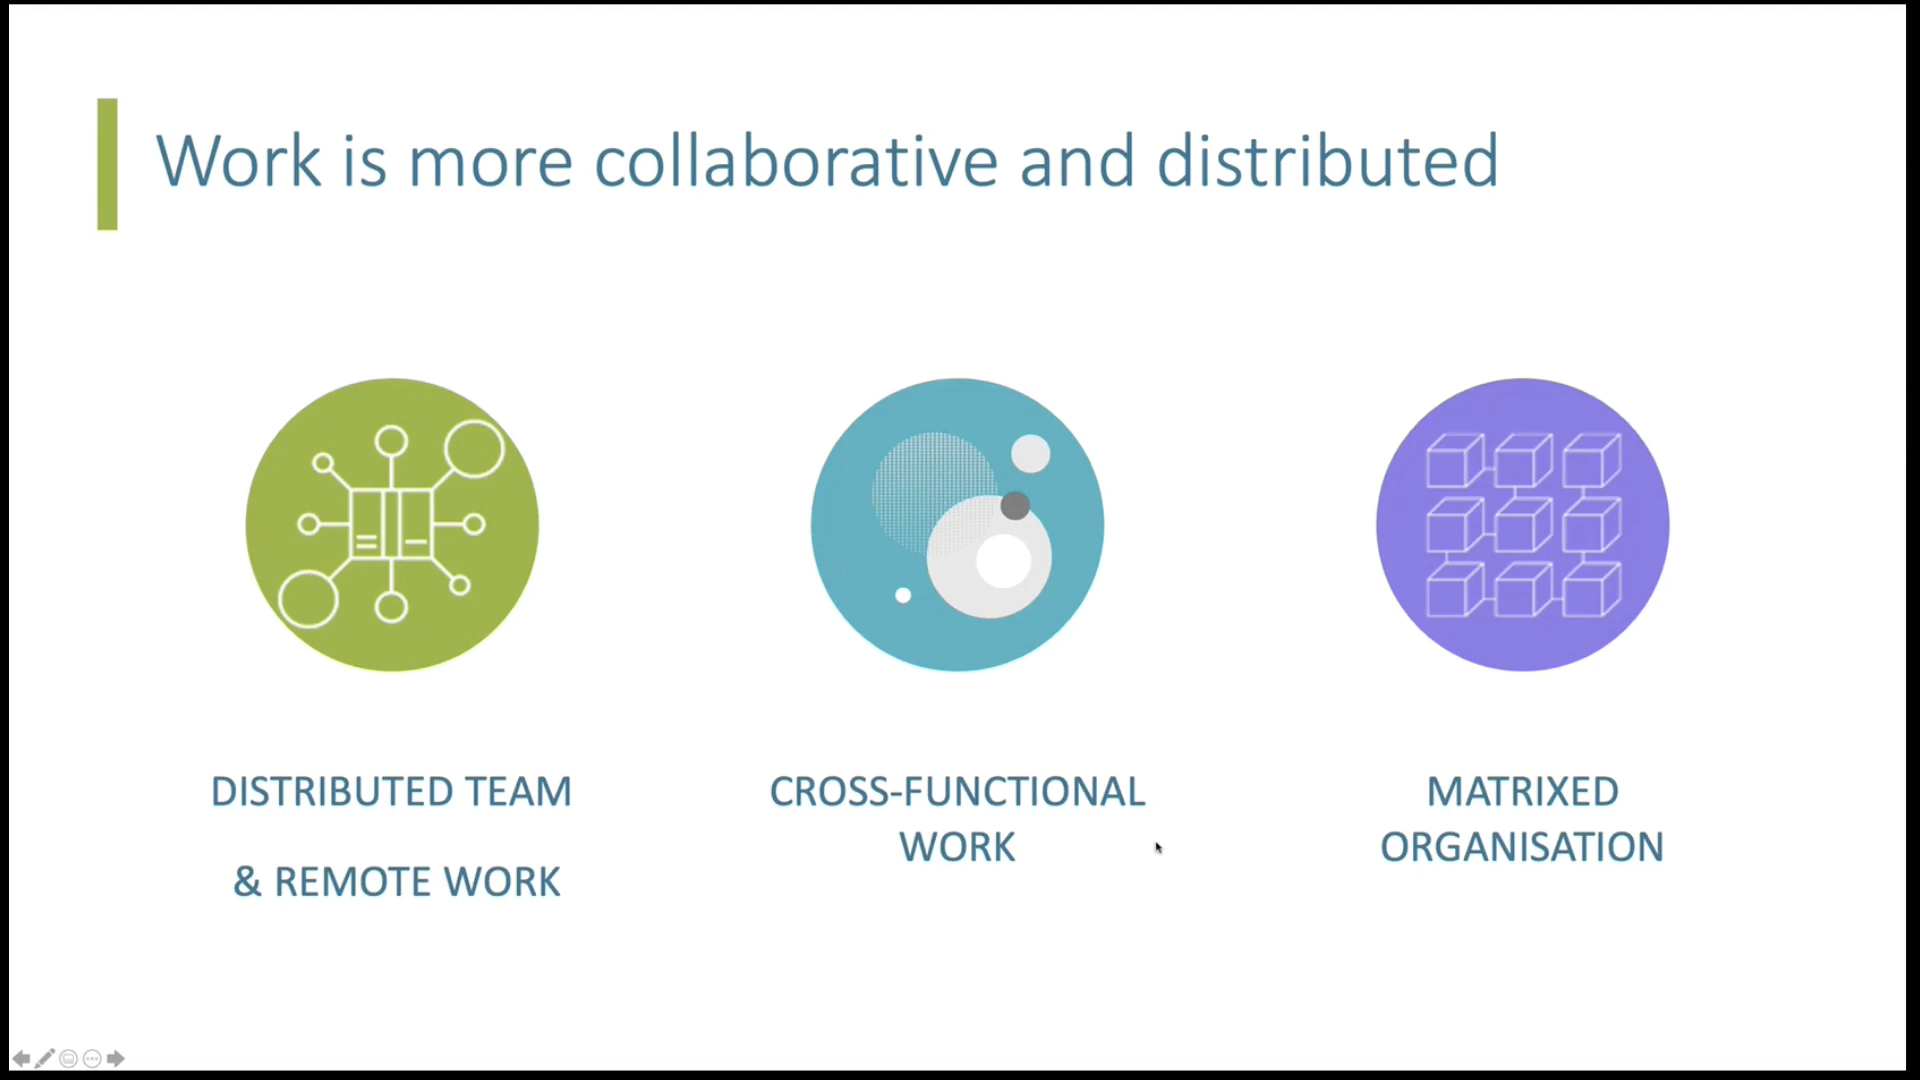 Work is more collaborative and distributed
DISTRIBUTED TEAM
& REMOTE WORK
CROSS-FUNCTIONAL
WORK
MATRIXED
ORGANISATION